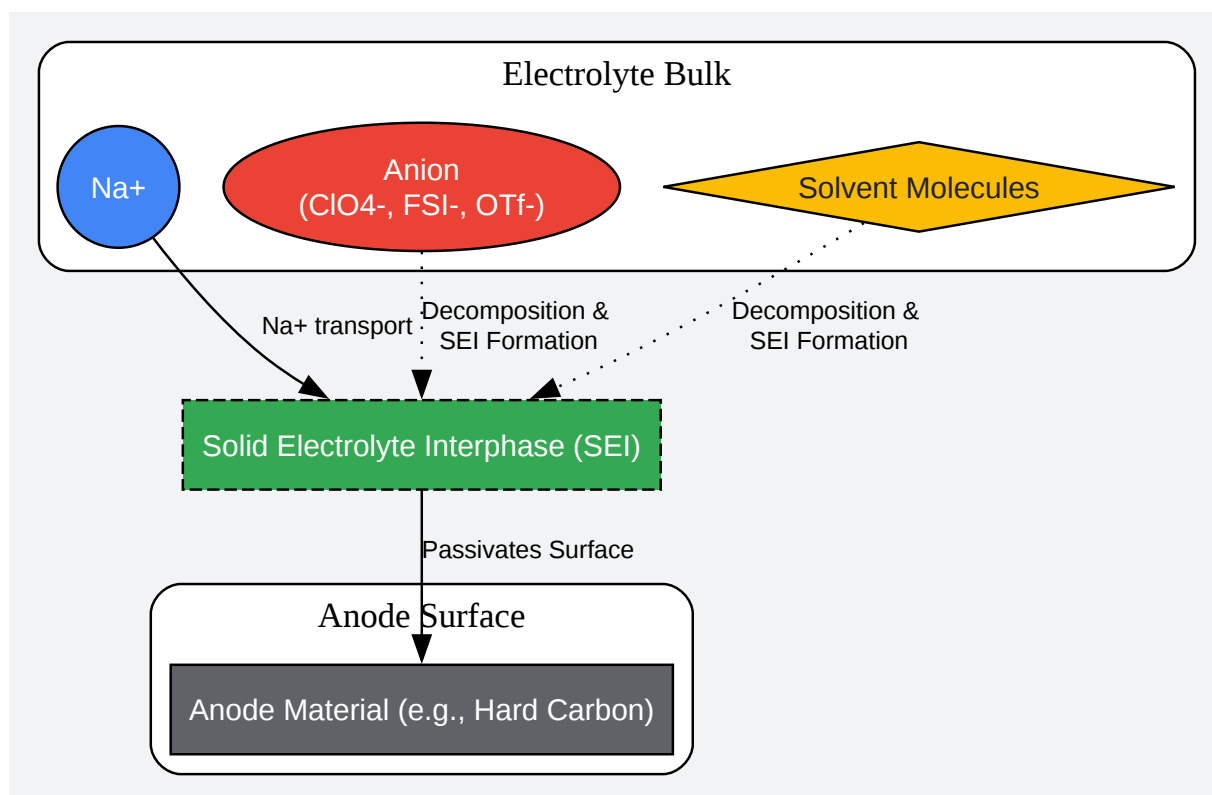 Electrolyte Bulk
Na+
Anion
(ClO4-, FSI-, OTf-)
Solvent Molecules
Na+ transport
Decomposition &
SEI Formation
Decomposition &
SEI Formation
Solid Electrolyte Interphase (SEI)
Passivates Surface
Anode Surface
Anode Material (e.g., Hard Carbon)